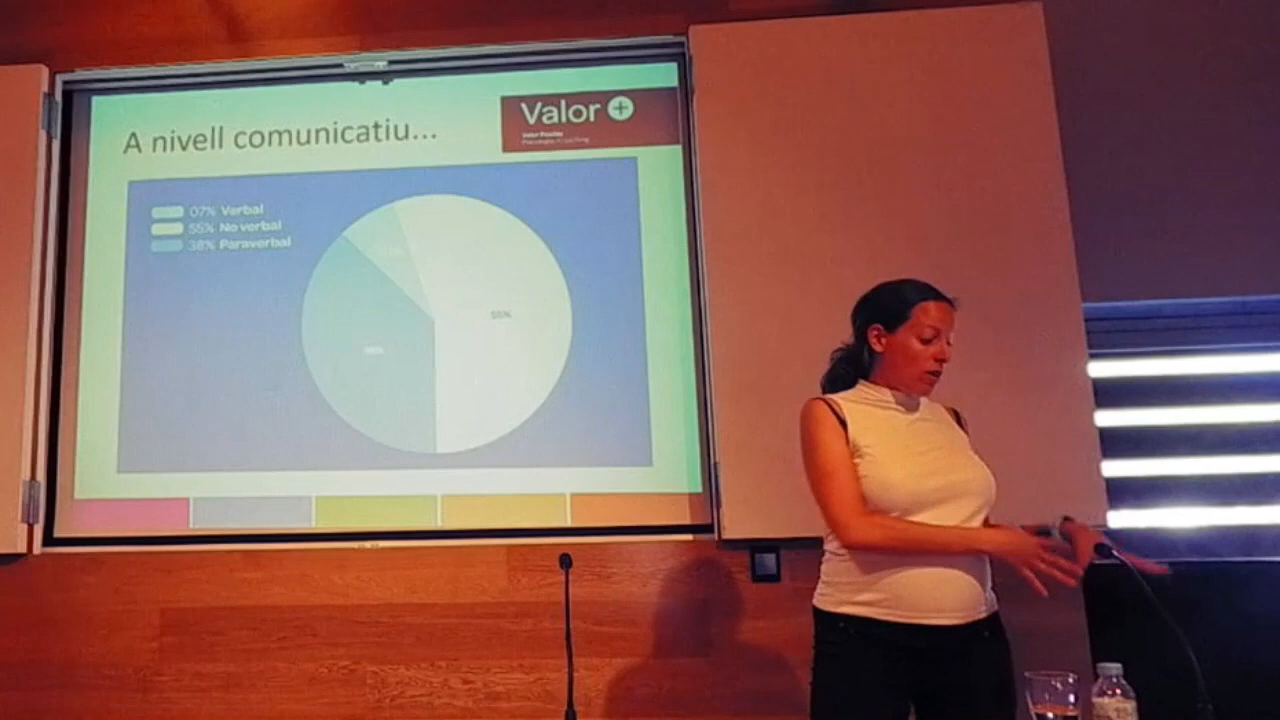 A nivell comunicatiu...
Valor +
07% Verbal
55% No verbal
38% Paraverbal
55%
38%